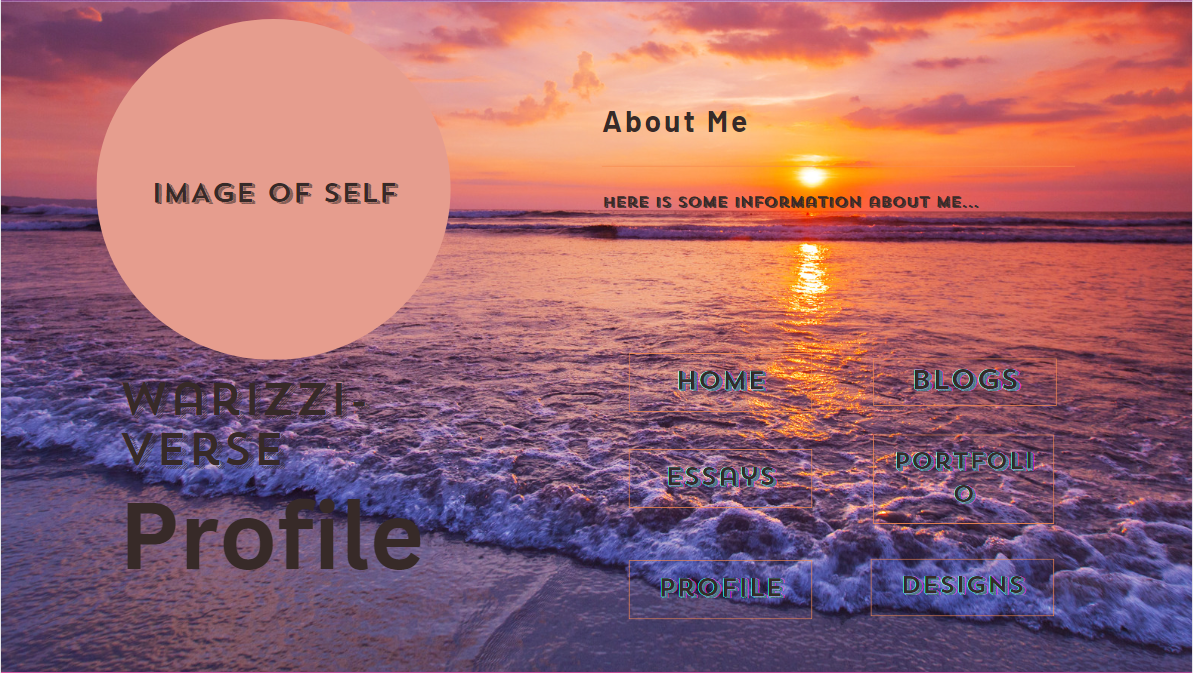 IMAGE OF SELF
WARIZZI-
VERSE
Profile
About Me
HERE IS SOME INFORMATION ABOUT ME...
HOME
BLOGS
ESSAYS
PORTFOLI
O
PROFILE
DESIGNS